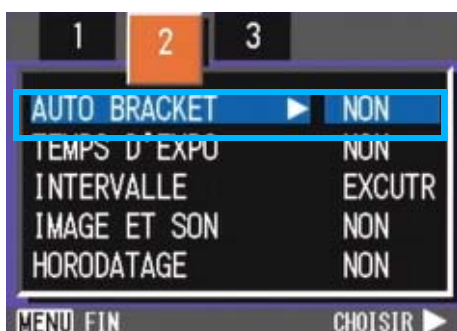 1 2 3
AUTO BRACKET ▶ NON
TEMPS D'EXPO NON
INTERVALLE EXCUTR
IMAGE ET SON NON
HORODATAGE NON
MENU FIN CHOISIR ▶